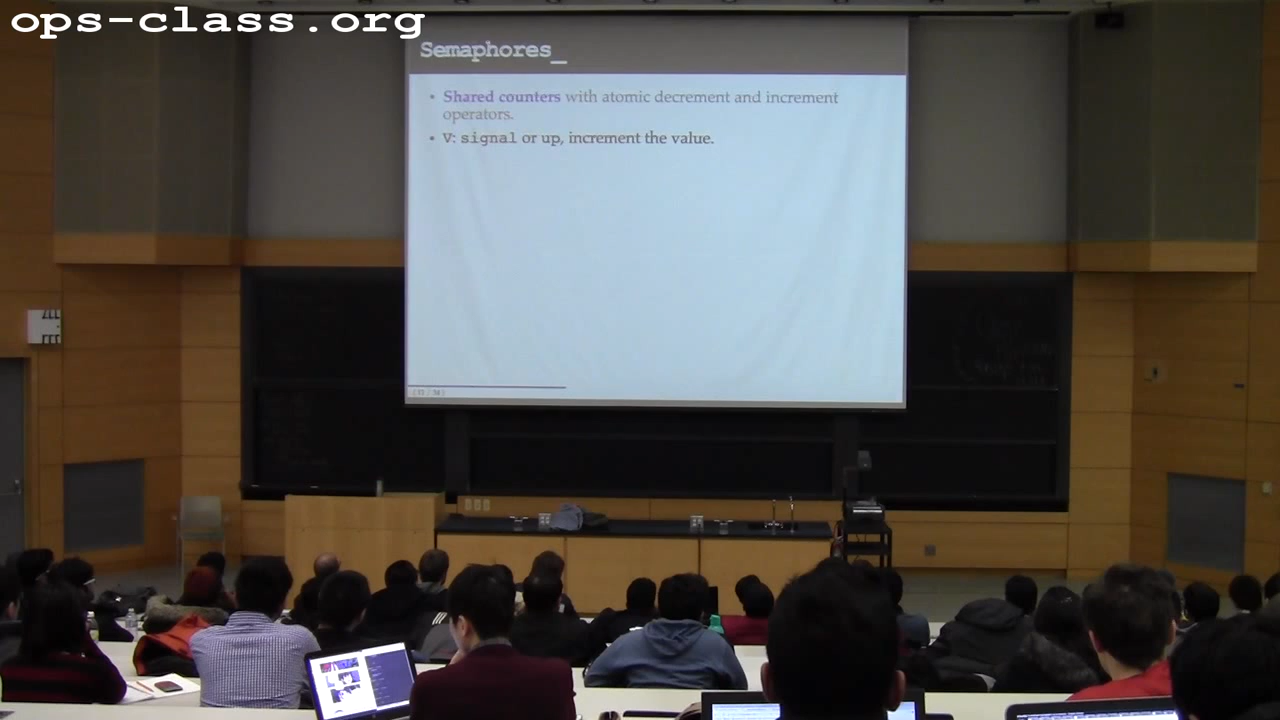 ops-class.org
Semaphores_
• Shared counters with atomic decrement and increment
operators.
• V: signal or up, increment the value.